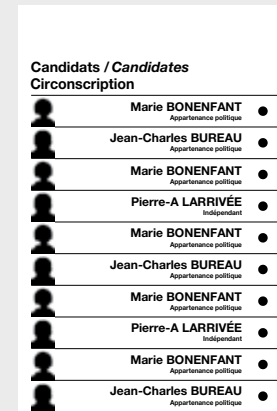 Candidats / Candidates
Circonscription
Marie BONENFANT
Appartenance politique
Jean-Charles BUREAU
Appartenance politique
Marie BONENFANT
Appartenance politique
Pierre-A LARRIVÉE
Indépendant
Marie BONENFANT
Appartenance politique
Jean-Charles BUREAU
Appartenance politique
Marie BONENFANT
Appartenance politique
Pierre-A LARRIVÉE
Indépendant
Marie BONENFANT
Appartenance politique
Jean-Charles BUREAU
Appartenance politique